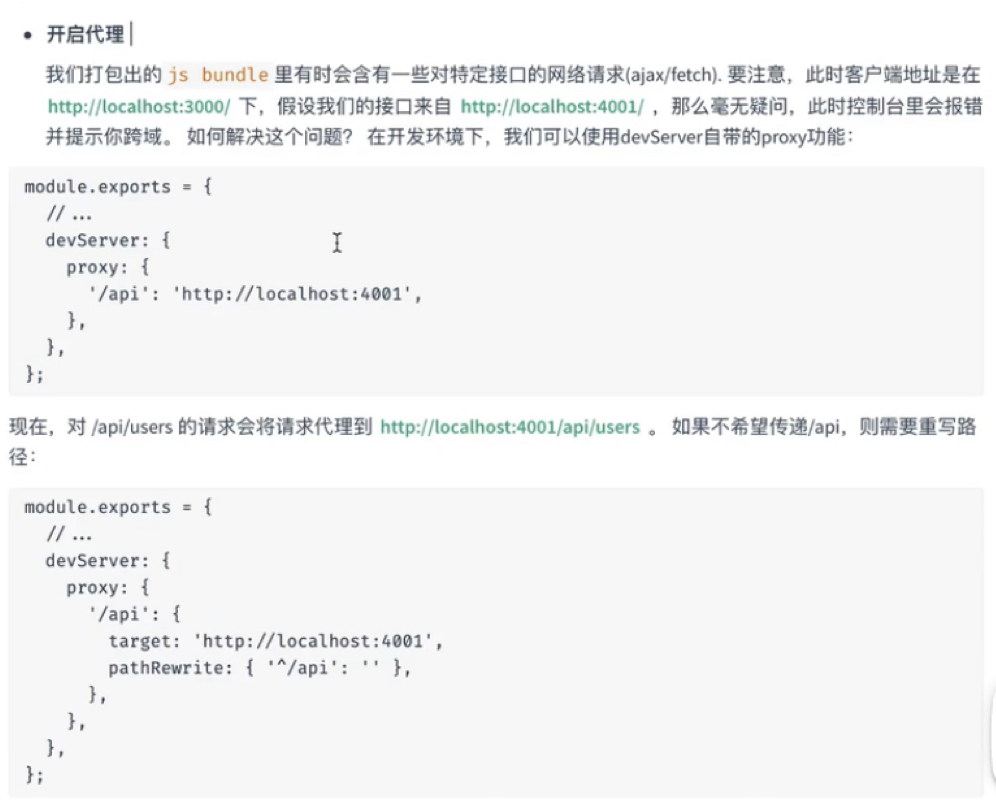 • 开启代理
我们打包出的 js bundle 里有时会含有一些对特定接口的网络请求(ajax/fetch). 要注意，此时客户端地址是在
http://localhost:3000/ 下，假设我们的接口来自 http://localhost:4001/ ，那么毫无疑问，此时控制台里会报错
并提示你跨域。 如何解决这个问题？ 在开发环境下，我们可以使用devServer自带的proxy功能：
module.exports = {
  // ...
  devServer: {
    proxy: {
      '/api': 'http://localhost:4001',
    },
  },
};
现在，对 /api/users 的请求会将请求代理到 http://localhost:4001/api/users 。 如果不希望传递/api，则需要重写路
径：
module.exports = {
  // ...
  devServer: {
    proxy: {
      '/api': {
        target: 'http://localhost:4001',
        pathRewrite: { '^/api': '' },
      },
    },
  },
};